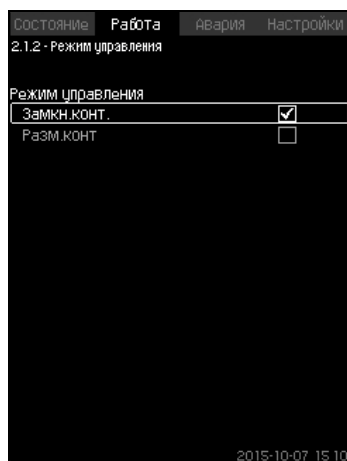 Состояние Работа Авария Настройки
2.1.2 - Режим управления
Режим управления
Замкн.конт.
Разм.конт
2015-10-07 15 10